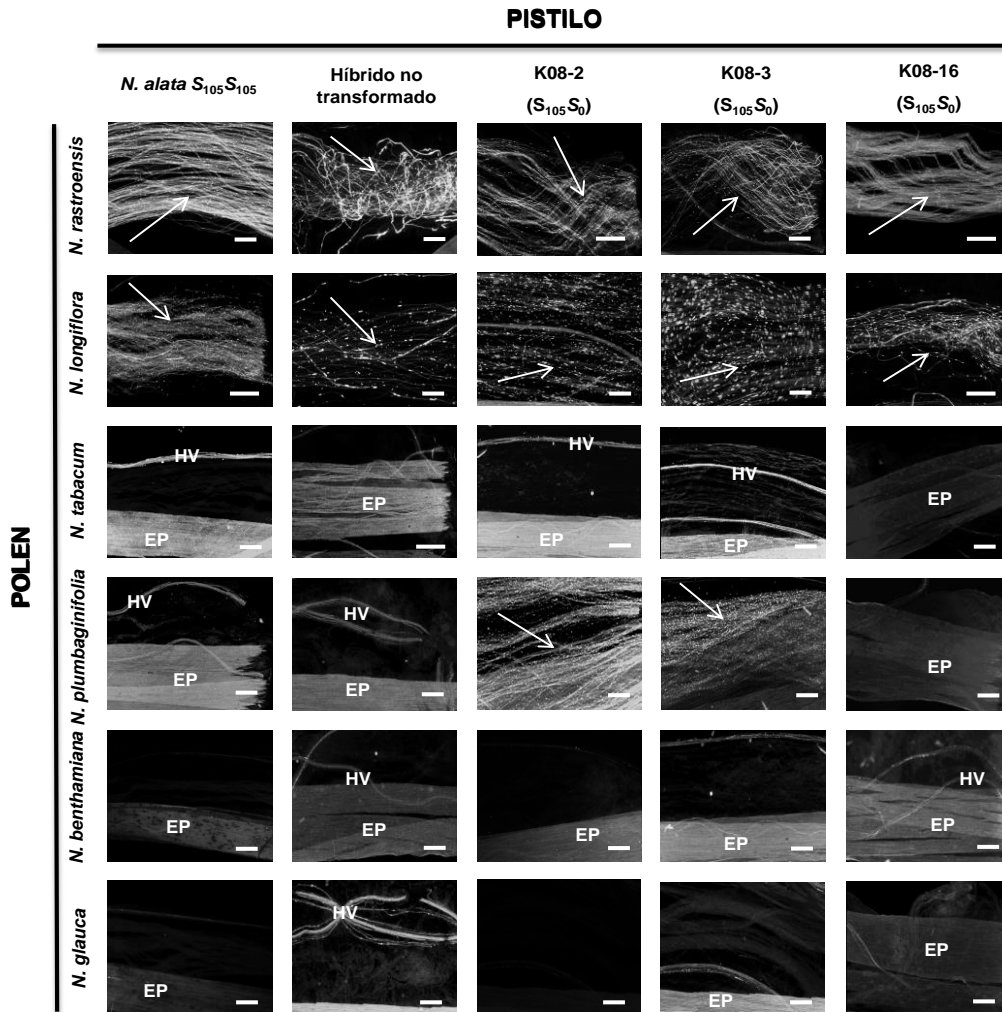 PISTILO
N. alata S₁₀₅S₁₀₅
Híbrido no
transformado
K08-2
(S₁₀₅S₀)
K08-3
(S₁₀₅S₀)
K08-16
(S₁₀₅S₀)
POLEN
N. rastroensis
N. longiflora
N. tabacum
HV
EP
HV
EP
HV
EP
EP
N. plumbaginifolia
HV
EP
HV
EP
N. benthamiana
EP
HV
EP
EP
EP
HV
EP
N. glauca
EP
HV
EP
EP